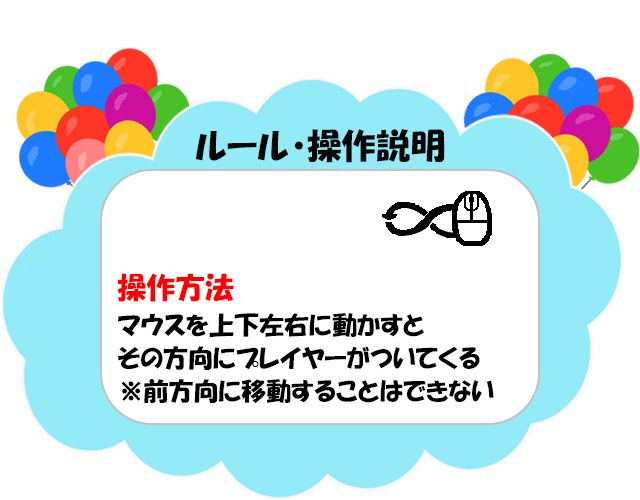 ルール・操作説明
操作方法
マウスを上下左右に動かすと
その方向にプレイヤーがついてくる
※前方向に移動することはできない